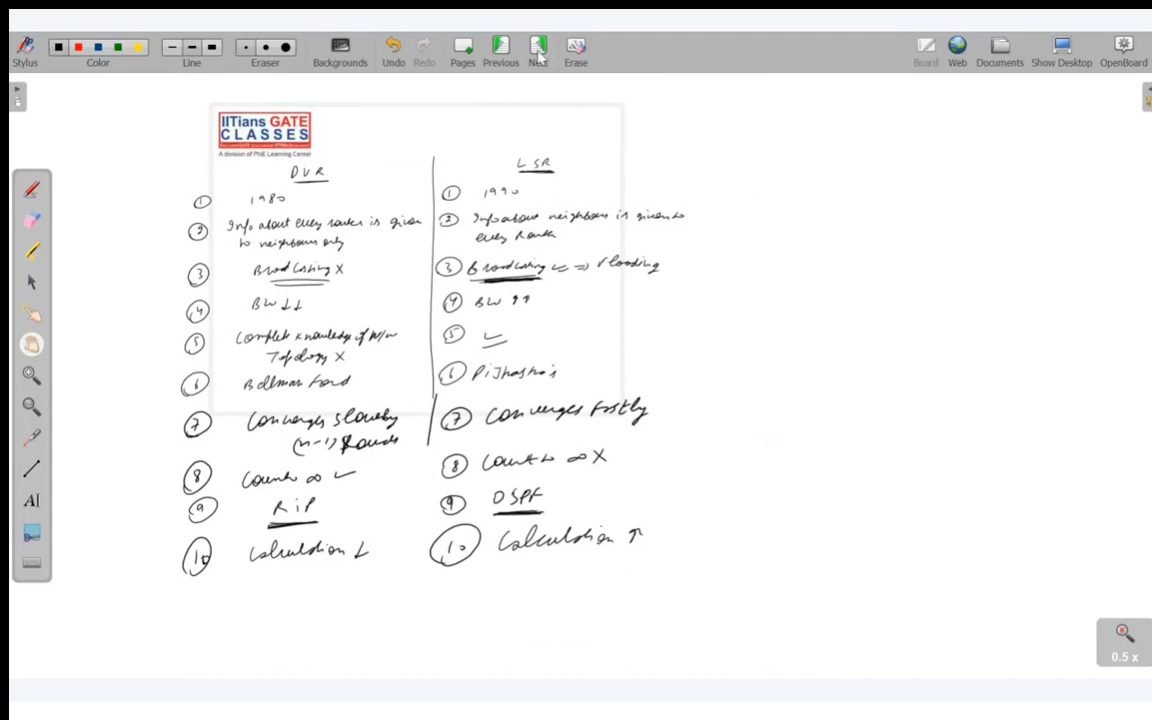 Stylus
Color
Line
Eraser
Backgrounds
Undo
Redo
Pages
Previous
Next
Erase
Board
Web
Documents
Show Desktop
OpenBoard
IITians GATE
CLASSES
A division of PhIE Learning Center
DVR
① 1980
② Info about every router is given
to neighbours only
③ Broadcasting X
④ BW ↓↓
⑤ Complete knowledge of N/w
Topology X
⑥ Bellman Ford
⑦ Converges slowly
(n-1) Rounds
⑧ Count to ∞ ✓
⑨ RIP
⑩ Calculation ↓
LSR
① 1990
② Info about neighbours is given to
every Router
③ Broadcasting ✓ => Flooding
④ BW ↑↑
⑤ ✓
⑥ Dijkstra's
⑦ Converges fastly
⑧ Count to ∞ X
⑨ OSPF
⑩ Calculation ↑
AI
0.5 x